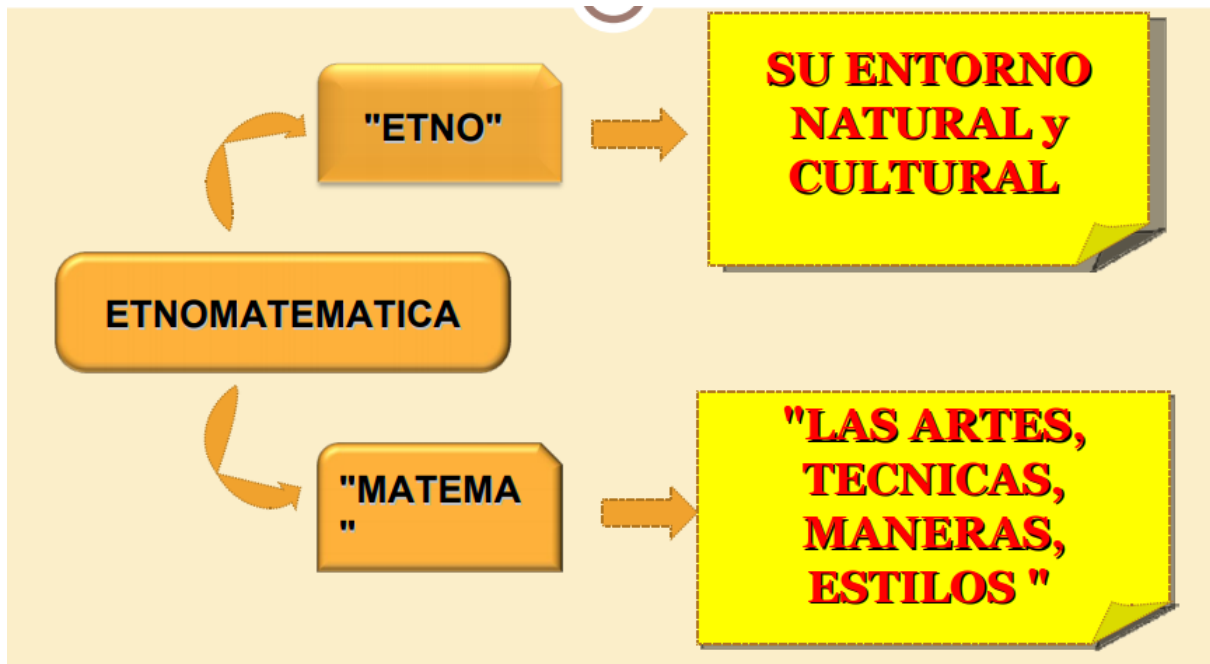 "ETNO"
SU ENTORNO
NATURAL y
CULTURAL
ETNOMATEMATICA
"MATEMA
"
"LAS ARTES,
TECNICAS,
MANERAS,
ESTILOS "